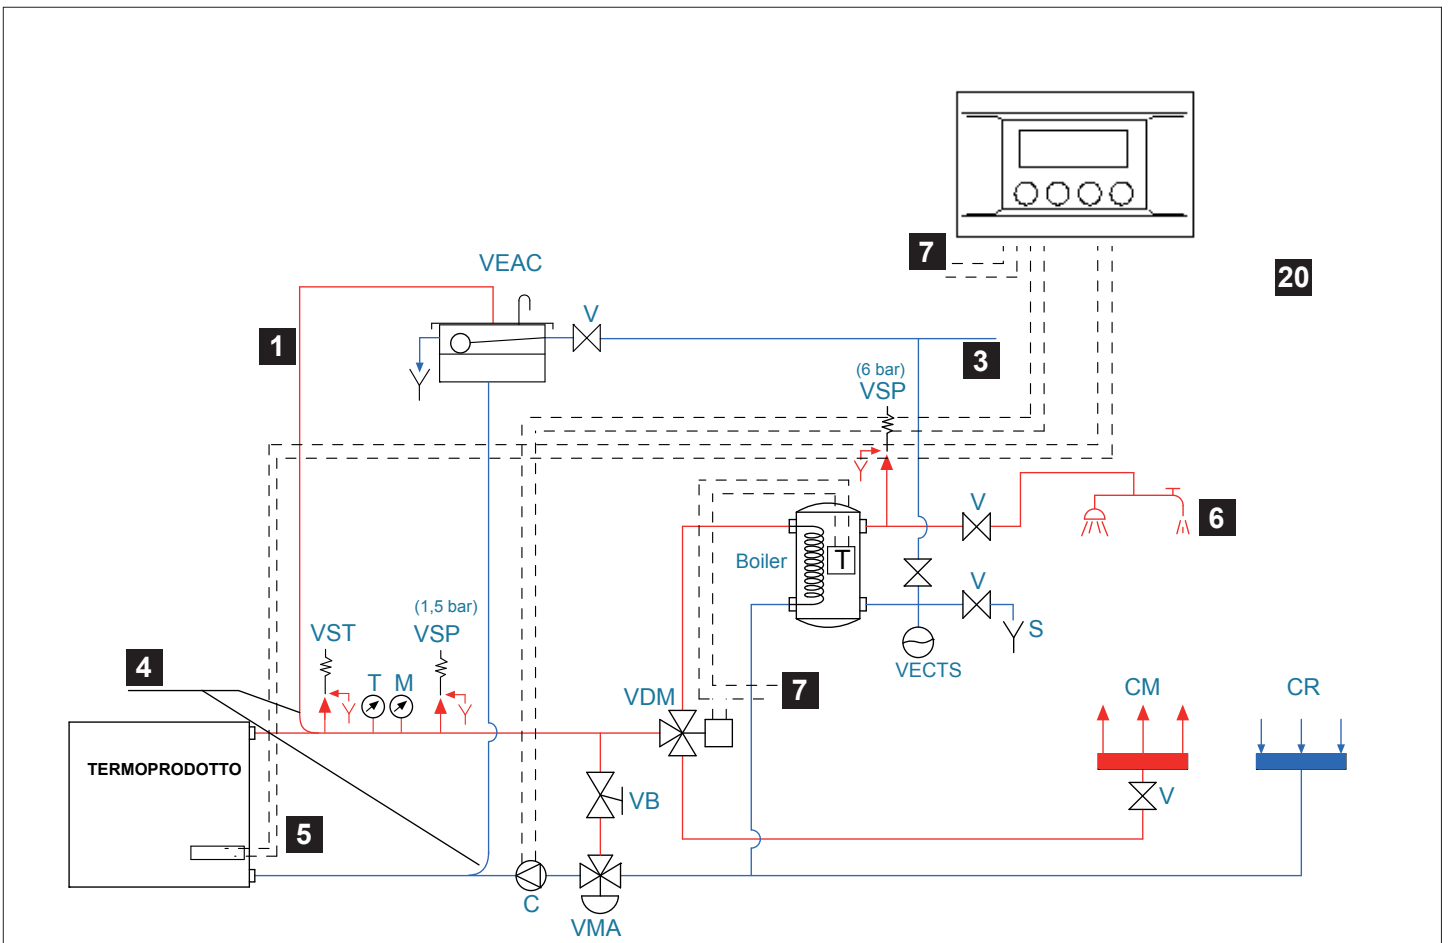 7
20
VEAC
V
1
3
(6 bar)
VSP
V
6
Boiler
T
V
S
VECTS
(1,5 bar)
VST
VSP
4
T M
7
VDM
CM
CR
TERMOPRODOTTO
VB
V
5
C
VMA